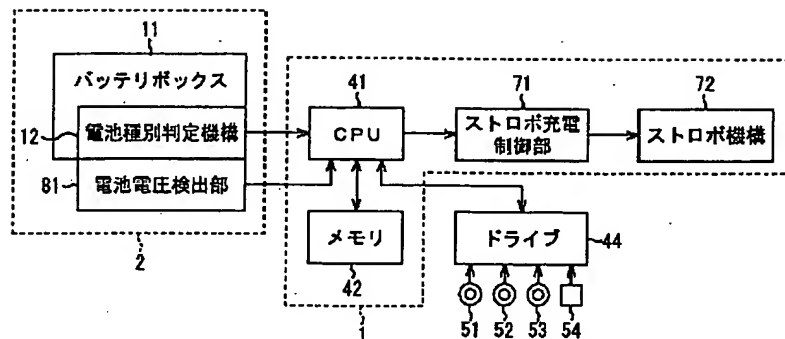 11
バッテリボックス
12
電池種別判定機構
81
電池電圧検出部
2
41
CPU
71
ストロボ充電
制御部
72
ストロボ機構
メモリ
42
1
ドライブ
44
51
52
53
54